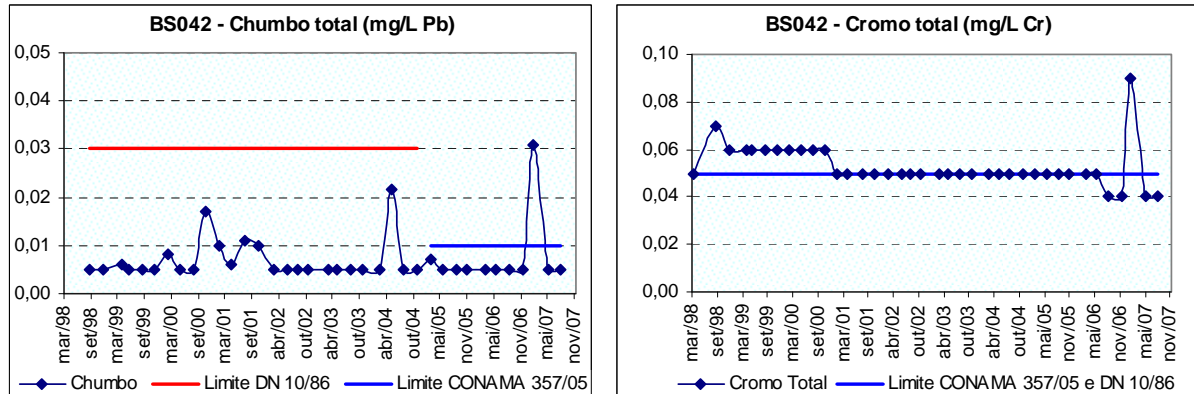 BS042 - Chumbo total (mg/L Pb)
0,05
0,04
0,03
0,02
0,01
0,00
mar/98
set/98
mar/99
set/99
mar/00
set/00
mar/01
set/01
abr/02
out/02
abr/03
out/03
abr/04
out/04
mai/05
nov/05
mai/06
nov/06
mai/07
nov/07
Chumbo Limite DN 10/86 Limite CONAMA 357/05
BS042 - Cromo total (mg/L Cr)
0,10
0,08
0,06
0,04
0,02
0,00
mar/98
set/98
mar/99
set/99
mar/00
set/00
mar/01
set/01
abr/02
out/02
abr/03
out/03
abr/04
out/04
mai/05
nov/05
mai/06
nov/06
mai/07
nov/07
Cromo Total Limite CONAMA 357/05 e DN 10/86